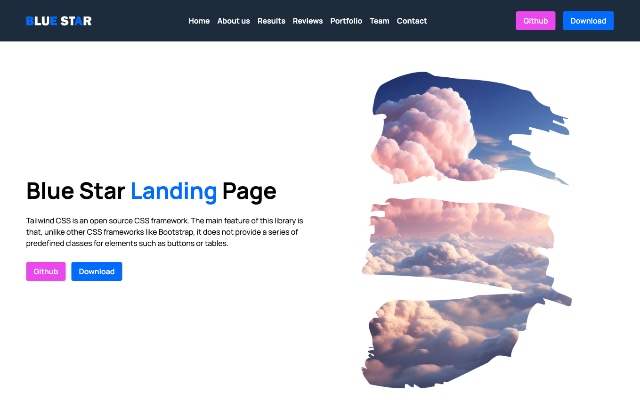 BLUE STAR
Home About us Results Reviews Portfolio Team Contact
Github Download
Blue Star Landing Page
Tailwind CSS is an open source CSS framework. The main feature of this library is
that, unlike other CSS frameworks like Bootstrap, it does not provide a series of
predefined classes for elements such as buttons or tables.
Github Download